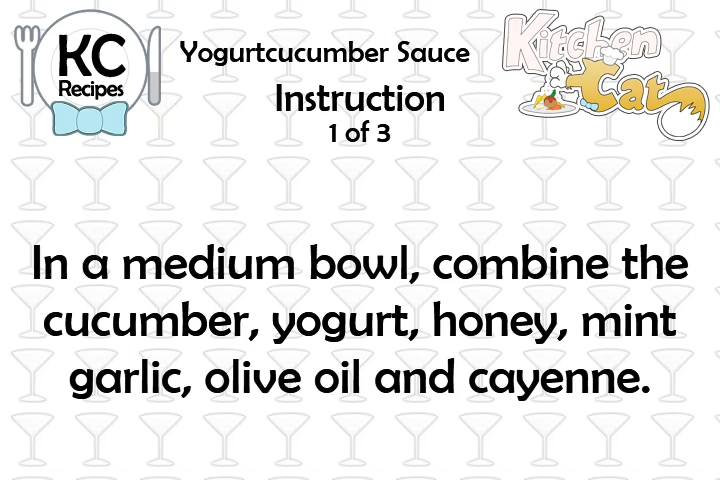 KC
Recipes
Yogurtcucumber Sauce
Instruction
1 of 3
Kitchen
Cat
In a medium bowl, combine the
cucumber, yogurt, honey, mint
garlic, olive oil and cayenne.